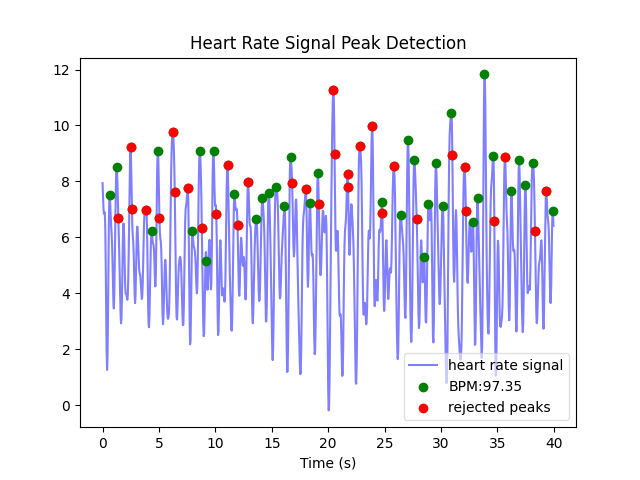 Heart Rate Signal Peak Detection
12
10
8
6
4
2
0
heart rate signal
BPM:97.35
rejected peaks
0 5 10 15 20 25 30 35 40
Time (s)